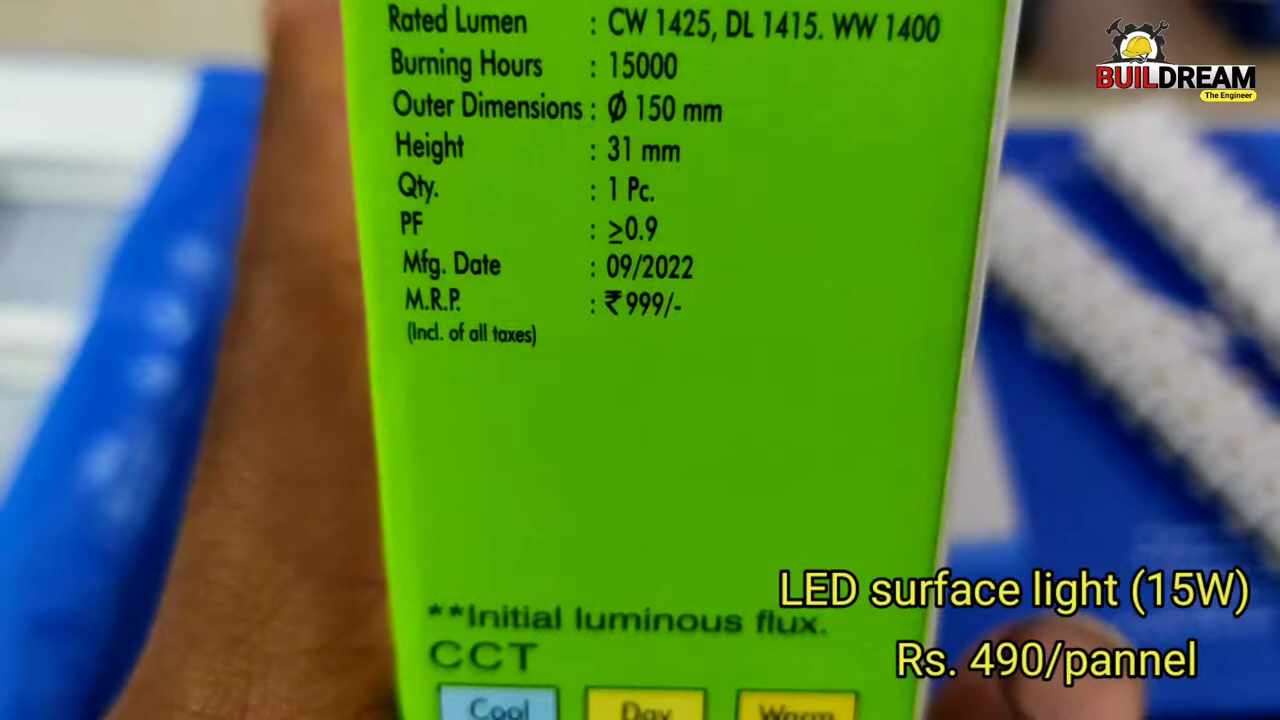 Rated Lumen : CW 1425, DL 1415. WW 1400
Burning Hours : 15000
Outer Dimensions : Ø 150 mm
Height : 31 mm
Qty. : 1 Pc.
PF : ≥0.9
Mfg. Date : 09/2022
M.R.P. : ₹999/-
(Incl. of all taxes)
**Initial luminous flux.
CCT
Cool Day Warm
BUILDREAM
The Engineer
LED surface light (15W)
Rs. 490/pannel